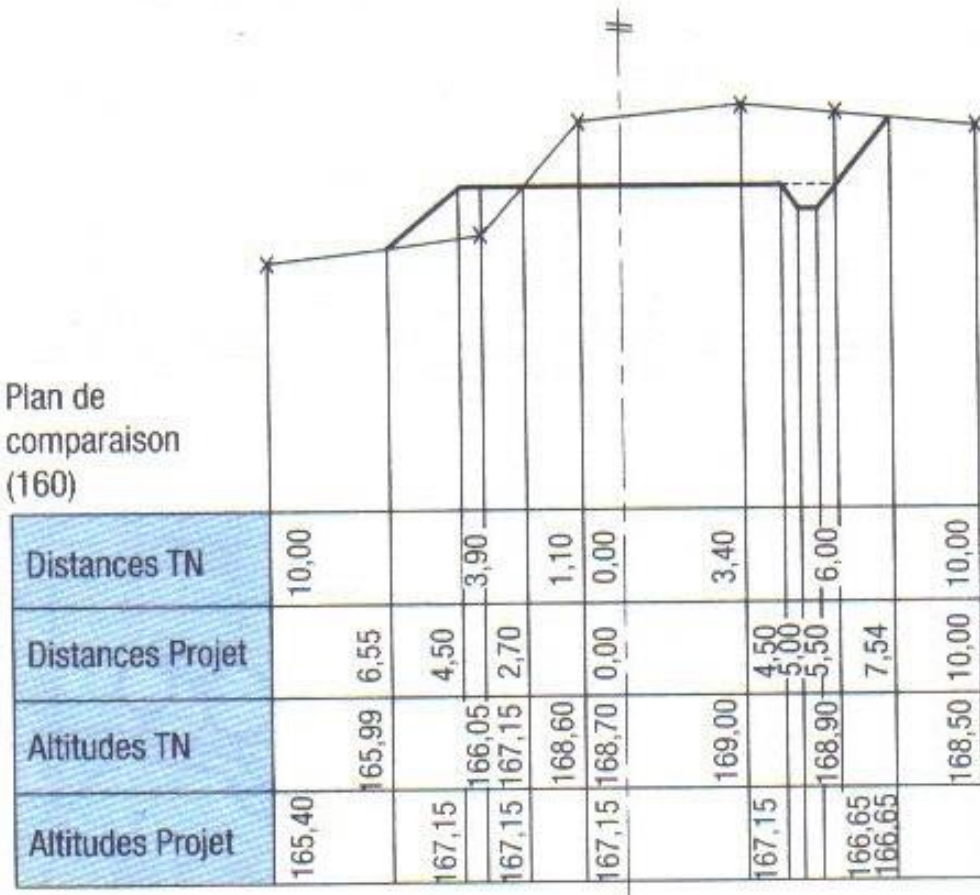 Plan de
comparaison
(160)
Distances TN 10,00 3,90 1,10 0,00 3,40 6,00 10,00
Distances Projet 6,55 4,50 2,70 0,00 4,50 5,00 5,50 7,54 10,00
Altitudes TN 165,99 166,05 167,15 168,60 168,70 169,00 168,90 168,50
Altitudes Projet 165,40 167,15 167,15 167,15 167,15 166,65 166,65